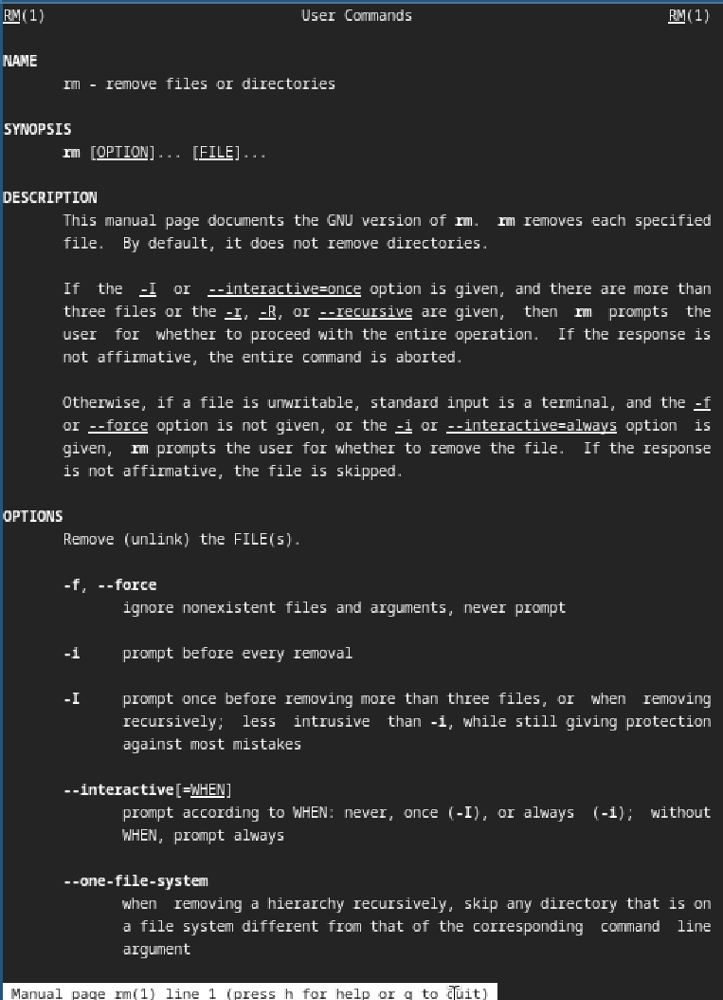 RM(1) User Commands RM(1)
NAME
rm - remove files or directories
SYNOPSIS
rm [OPTION]... [FILE]...
DESCRIPTION
This manual page documents the GNU version of rm. rm removes each specified
file. By default, it does not remove directories.
If the -I or --interactive=once option is given, and there are more than
three files or the -r, -R, or --recursive are given, then rm prompts the
user for whether to proceed with the entire operation. If the response is
not affirmative, the entire command is aborted.
Otherwise, if a file is unwritable, standard input is a terminal, and the -f
or --force option is not given, or the -i or --interactive=always option is
given, rm prompts the user for whether to remove the file. If the response
is not affirmative, the file is skipped.
OPTIONS
Remove (unlink) the FILE(s).
-f, --force
ignore nonexistent files and arguments, never prompt
-i prompt before every removal
-I prompt once before removing more than three files, or when removing
recursively; less intrusive than -i, while still giving protection
against most mistakes
--interactive[=WHEN]
prompt according to WHEN: never, once (-I), or always (-i); without
WHEN, prompt always
--one-file-system
when removing a hierarchy recursively, skip any directory that is on
a file system different from that of the corresponding command line
argument
Manual page rm(1) line 1 (press h for help or q to quit)